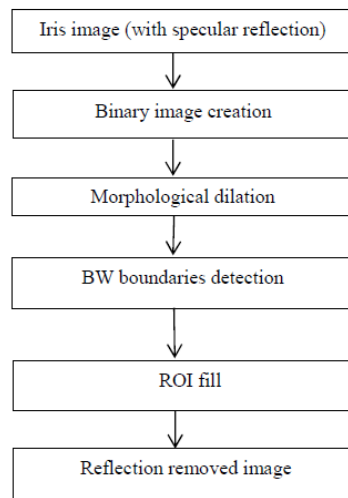 Iris image (with specular reflection)
Binary image creation
Morphological dilation
BW boundaries detection
ROI fill
Reflection removed image